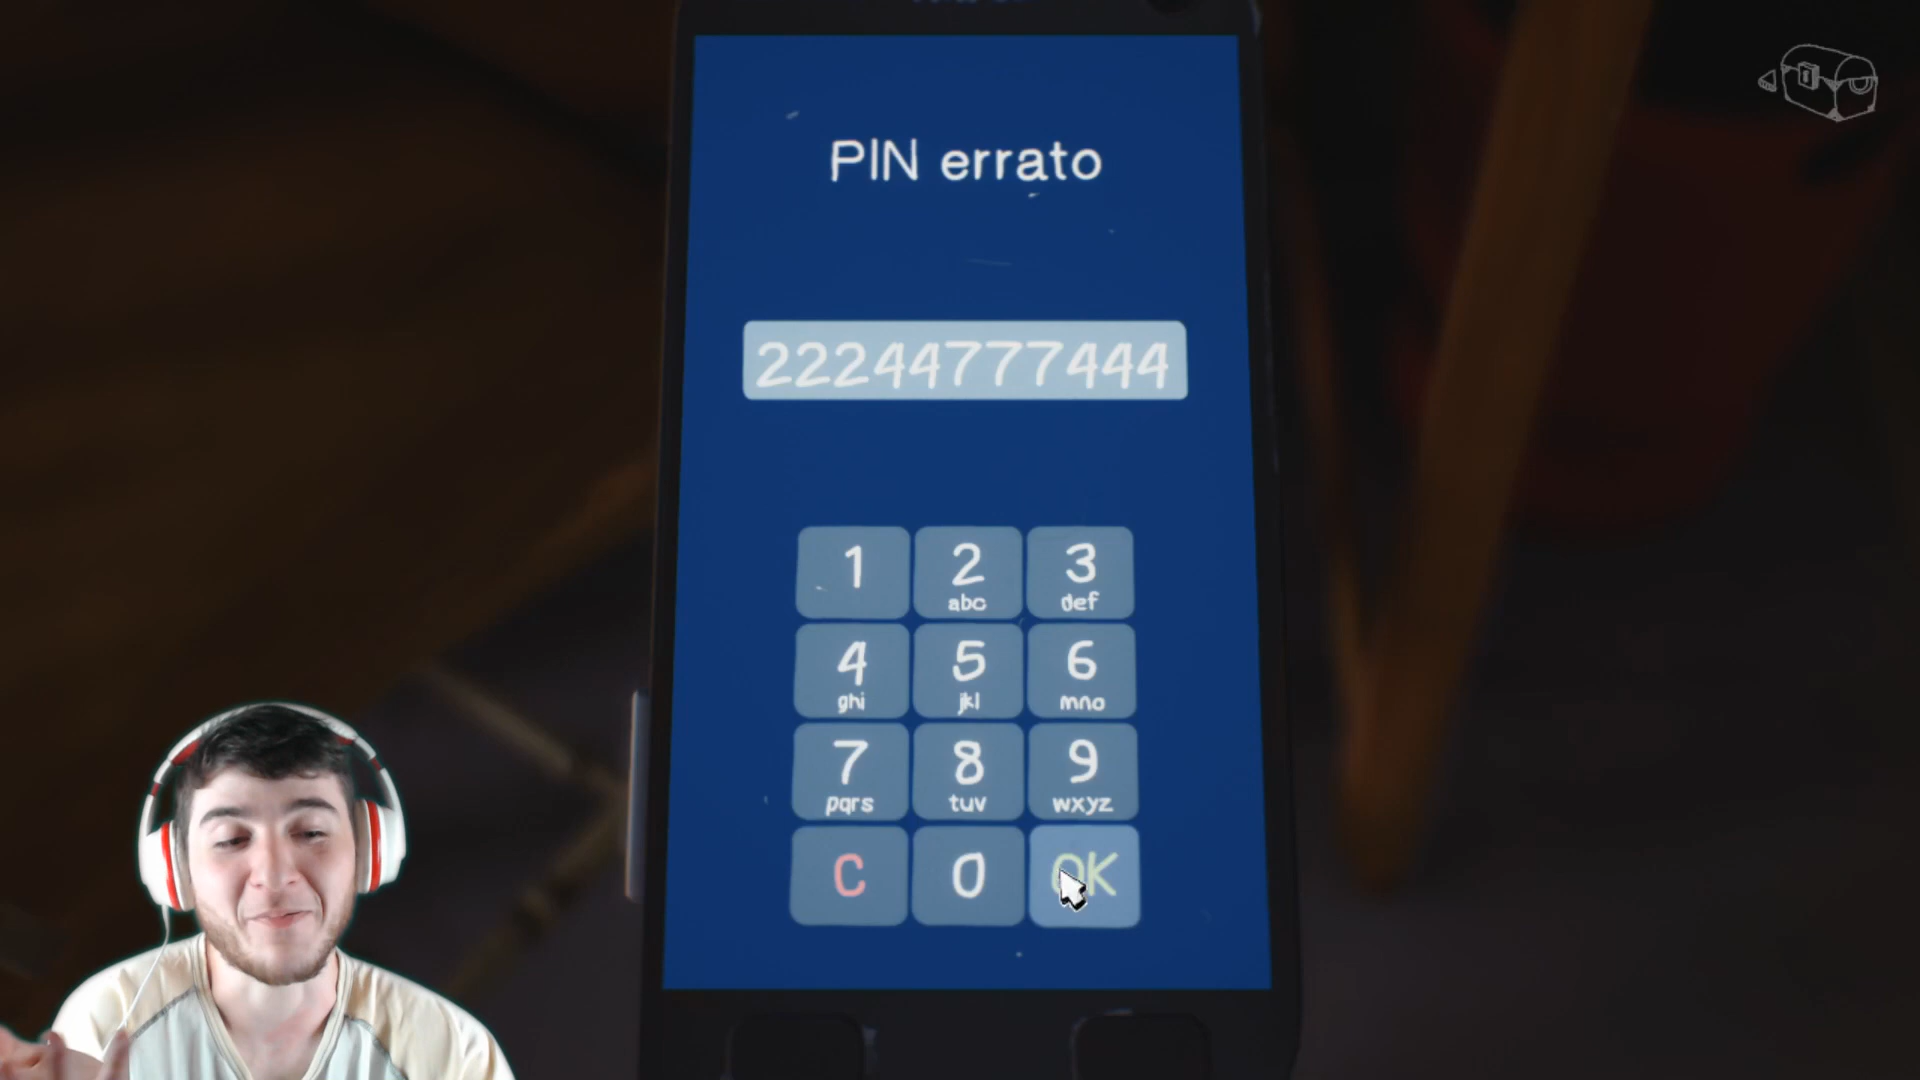 PIN errato
22244777444
1 2 3
abc def
4 5 6
ghi jkl mno
7 8 9
pqrs tuv wxyz
C 0 OK